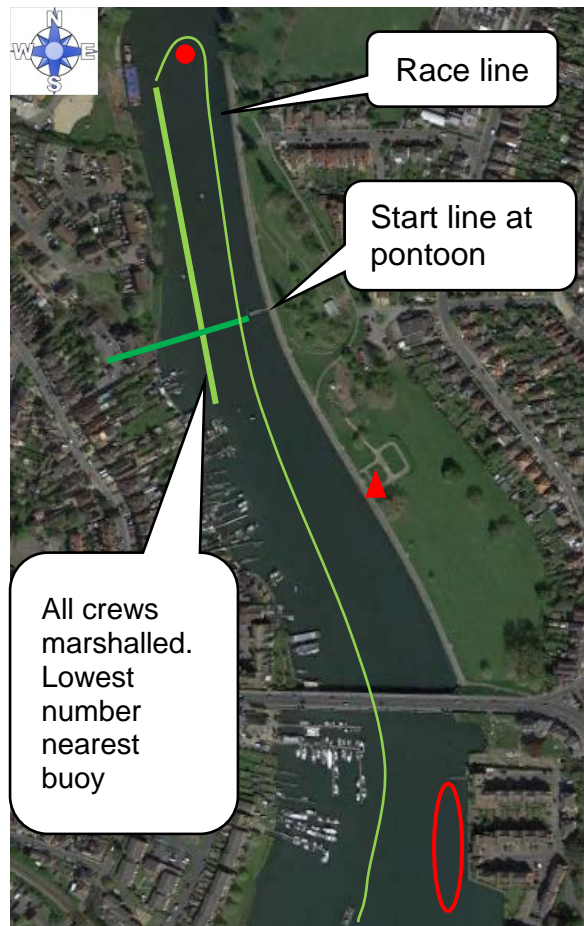 N
W E
S
Race line
Start line at
pontoon
All crews
marshalled.
Lowest
number
nearest
buoy